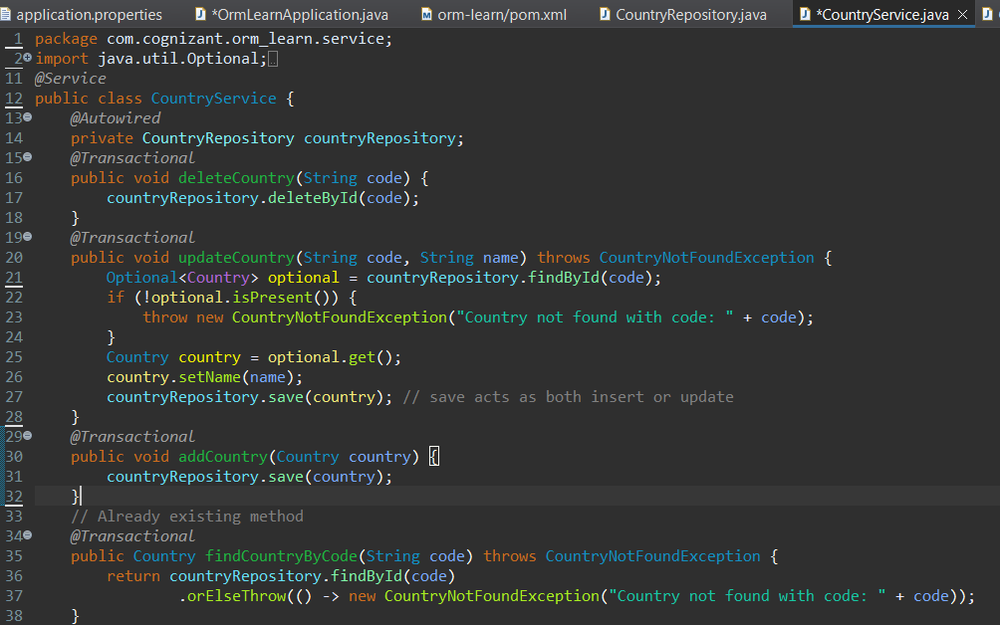 application.properties *OrmLearnApplication.java orm-learn/pom.xml CountryRepository.java *CountryService.java
1 package com.cognizant.orm_learn.service;
2 import java.util.Optional;
11 @Service
12 public class CountryService {
13 @Autowired
14 private CountryRepository countryRepository;
15 @Transactional
16 public void deleteCountry(String code) {
17 countryRepository.deleteById(code);
18 }
19 @Transactional
20 public void updateCountry(String code, String name) throws CountryNotFoundException {
21 Optional<Country> optional = countryRepository.findById(code);
22 if (!optional.isPresent()) {
23 throw new CountryNotFoundException("Country not found with code: " + code);
24 }
25 Country country = optional.get();
26 country.setName(name);
27 countryRepository.save(country); // save acts as both insert or update
28 }
29 @Transactional
30 public void addCountry(Country country) {
31 countryRepository.save(country);
32 }
33 // Already existing method
34 @Transactional
35 public Country findCountryByCode(String code) throws CountryNotFoundException {
36 return countryRepository.findById(code)
37 .orElseThrow(() -> new CountryNotFoundException("Country not found with code: " + code));
38 }